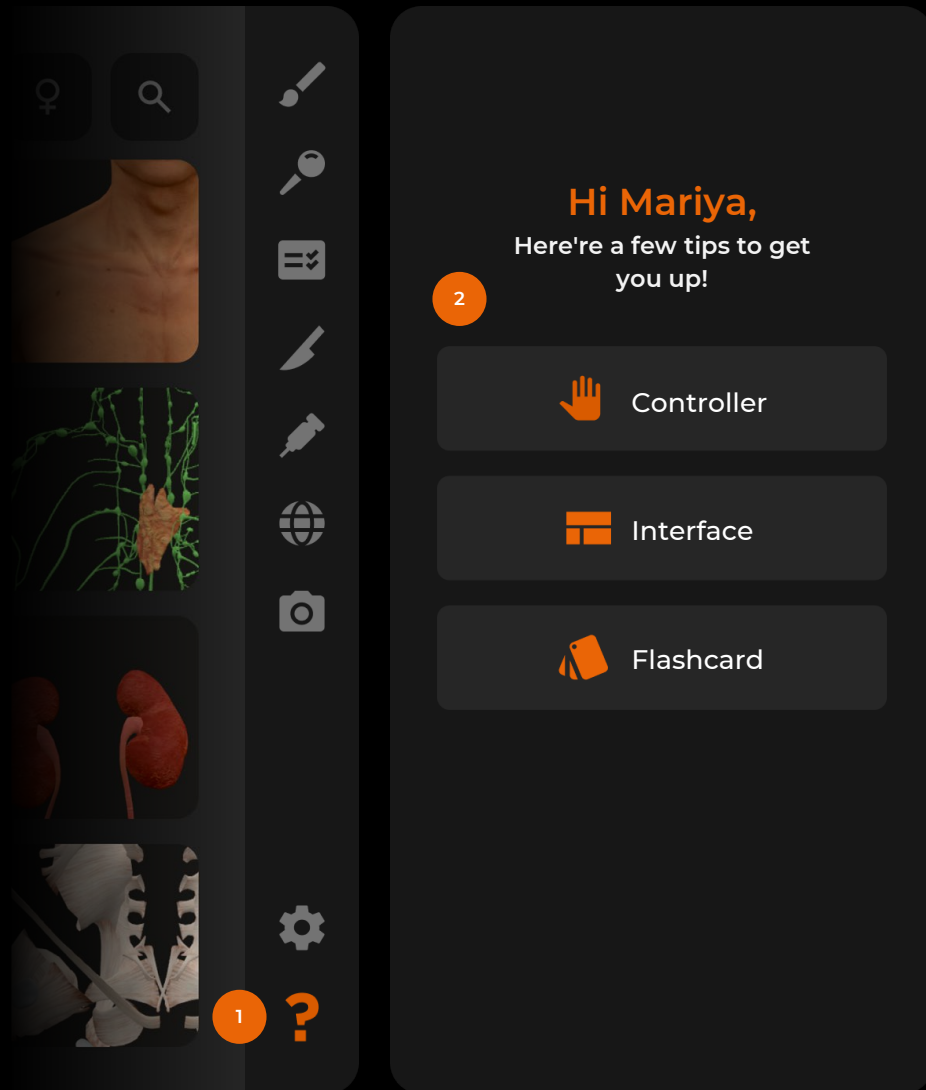 Hi Mariya,
Here're a few tips to get
you up!
2
Controller
Interface
Flashcard
1
?